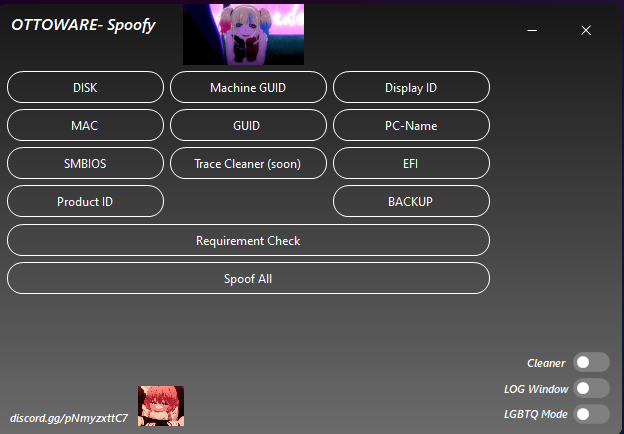 OTTOWARE- Spoofy
DISK
Machine GUID
Display ID
MAC
GUID
PC-Name
SMBIOS
Trace Cleaner (soon)
EFI
Product ID
BACKUP
Requirement Check
Spoof All
Cleaner
LOG Window
LGBTQ Mode
discord.gg/pNmyzxttC7